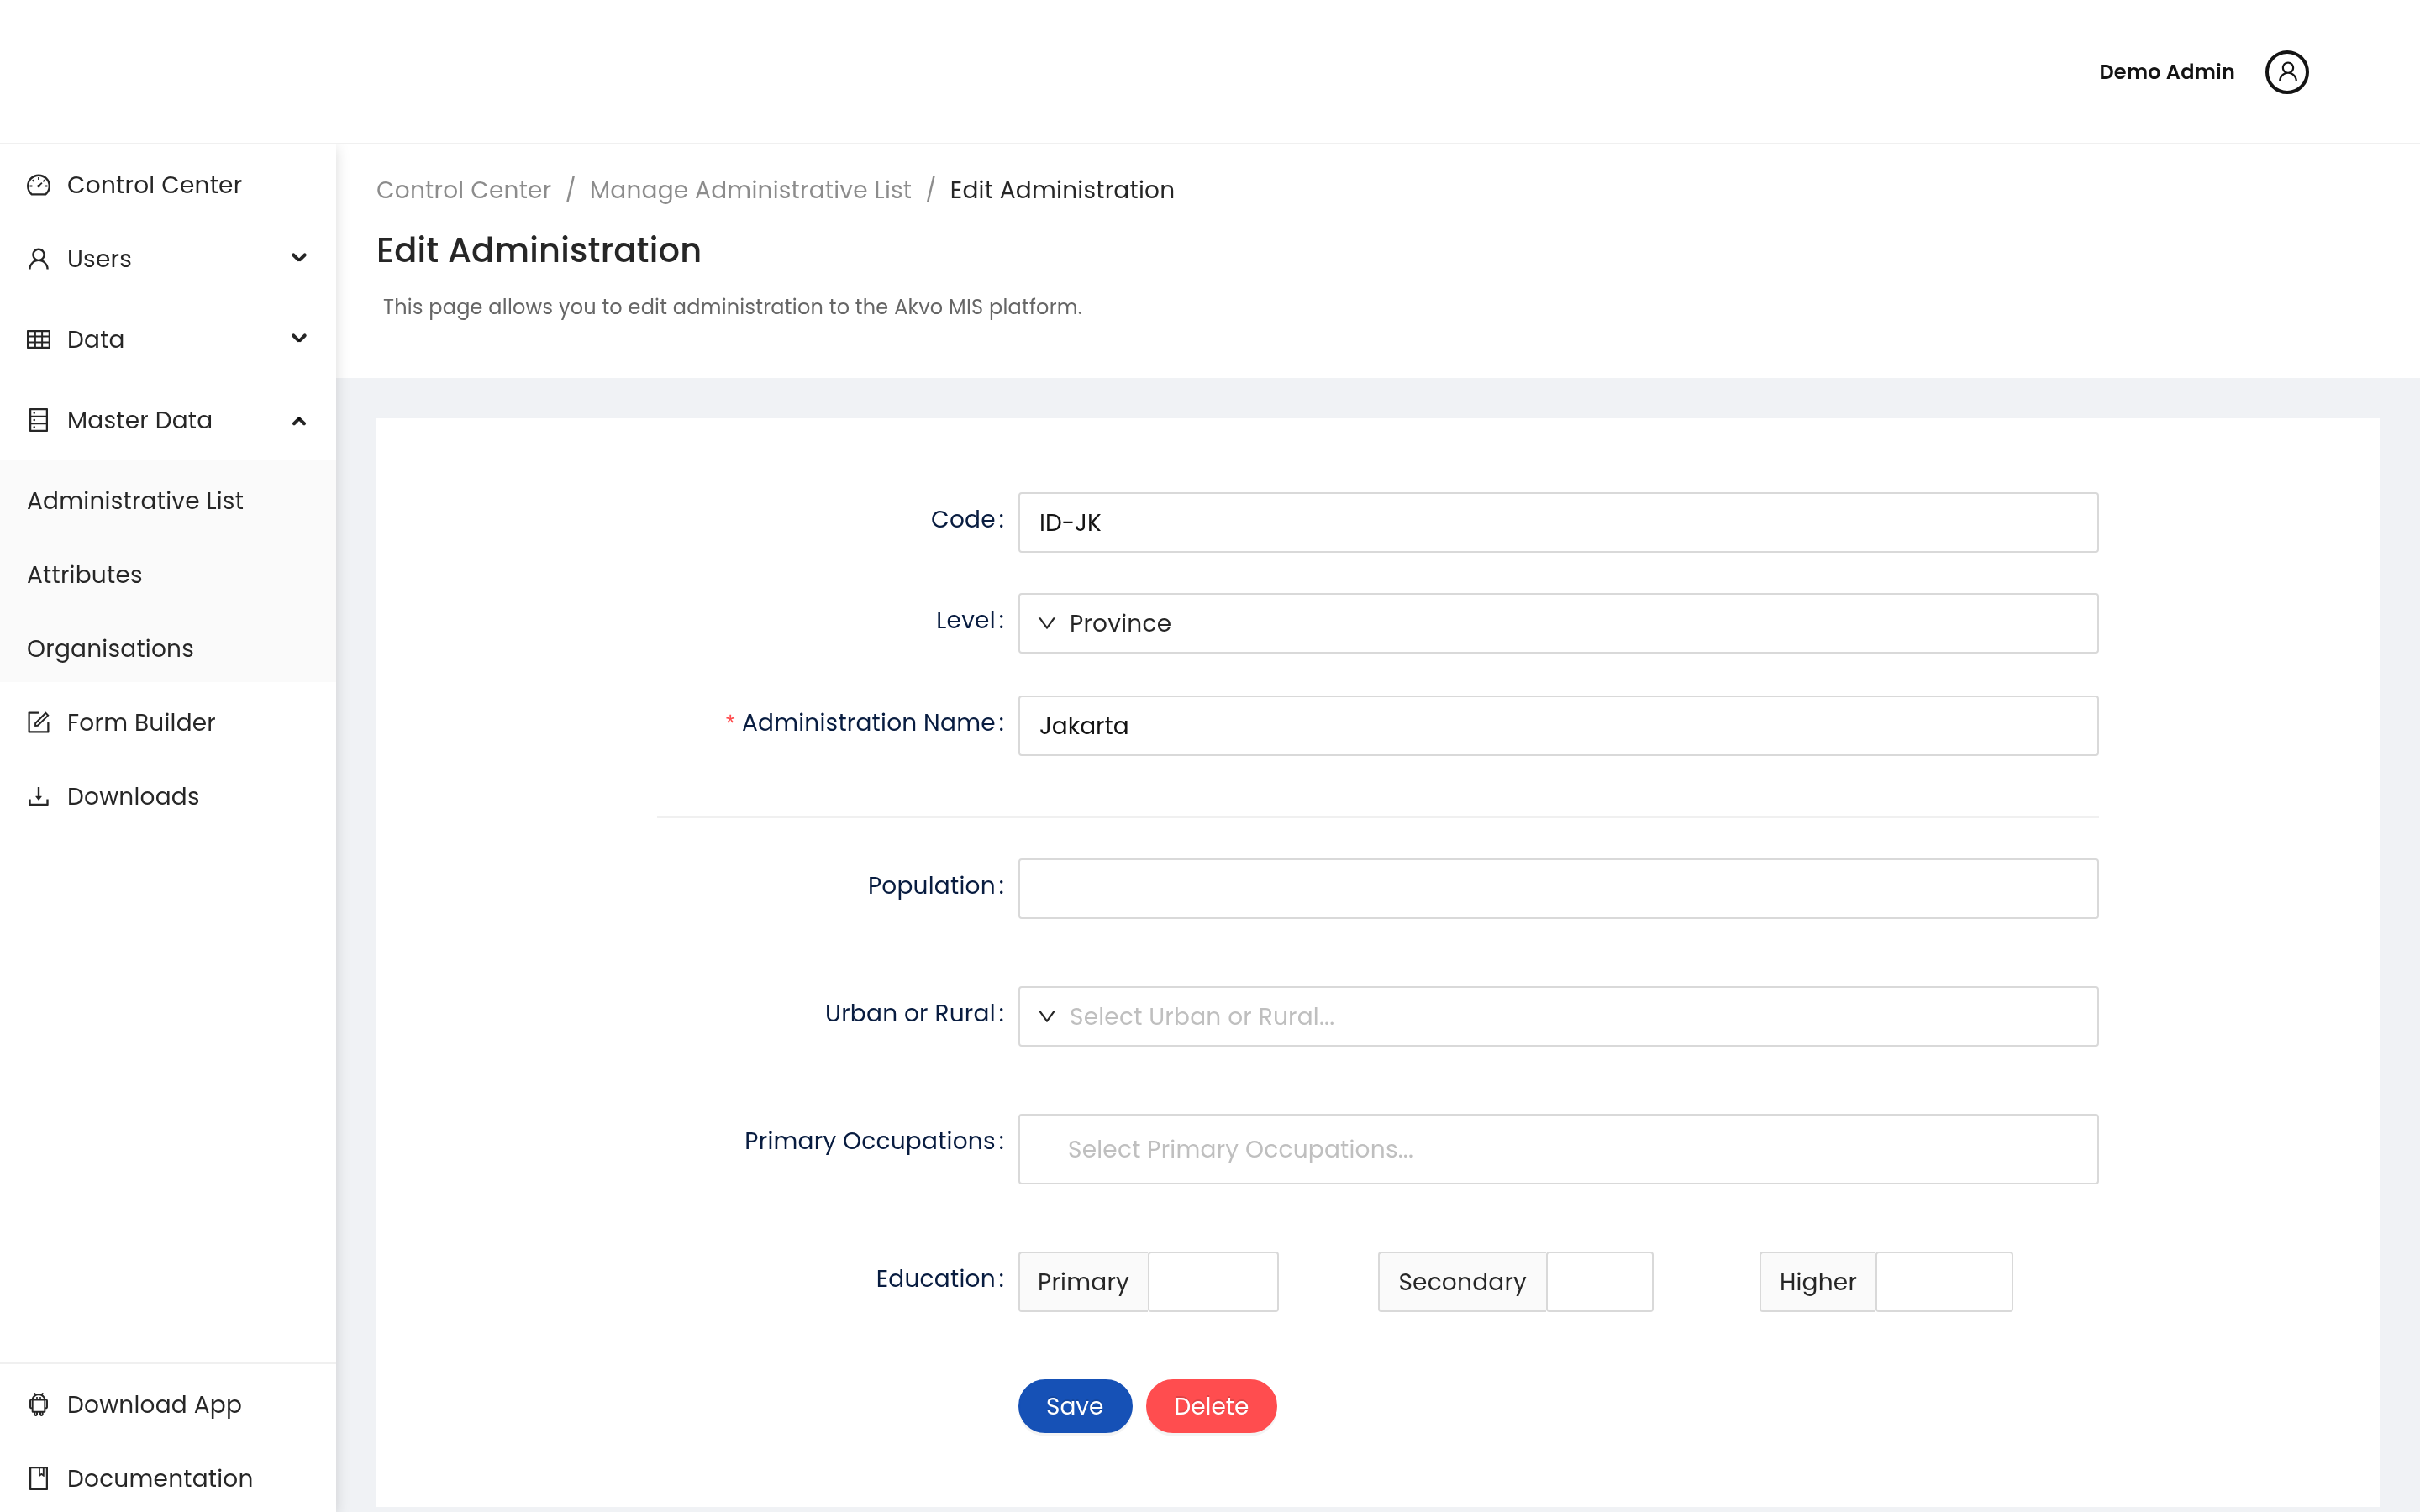 Demo Admin
Control Center
Users
Data
Master Data
Administrative List
Attributes
Organisations
Form Builder
Downloads
Download App
Documentation
Control Center / Manage Administrative List / Edit Administration
Edit Administration
This page allows you to edit administration to the Akvo MIS platform.
Code: ID-JK
Level: Province
* Administration Name: Jakarta
Population:
Urban or Rural: Select Urban or Rural...
Primary Occupations: Select Primary Occupations...
Education: Primary Secondary Higher
Save Delete